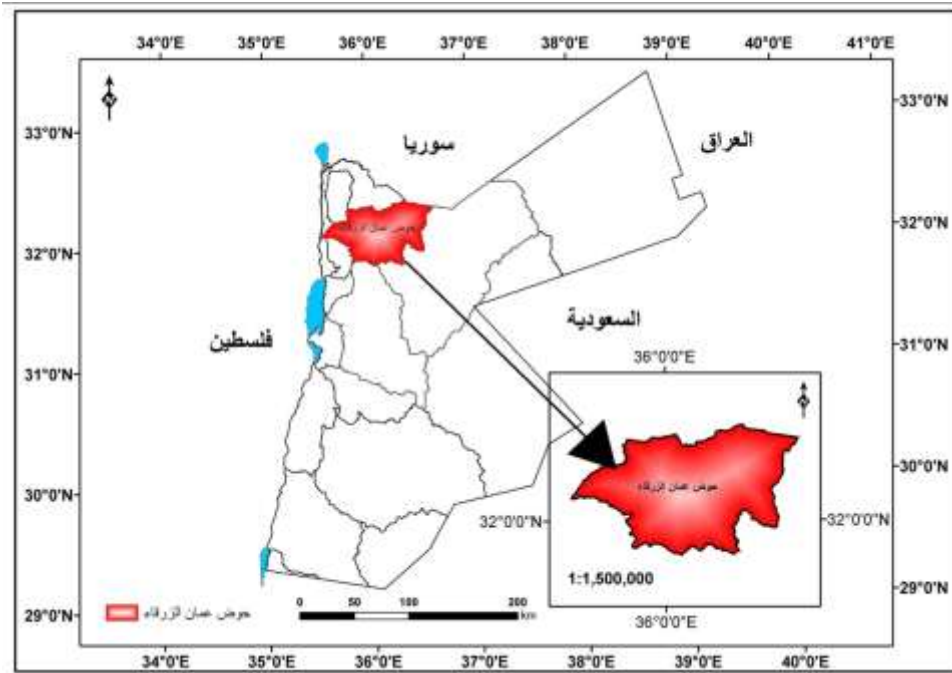 34°0'E 35°0'E 36°0'E 37°0'E 38°0'E 39°0'E 40°0'E 41°0'E
N
33°0'N
33°0'N
العراق
سوريا
32°0'N
32°0'N
حوض عمان الزرقاء
السعودية
فلسطين
31°0'N
31°0'N
36°0'0"E
N
30°0'N
30°0'N
حوض عمان الزرقاء
32°0'0"N
32°0'0"N
1:1,500,000
29°0'N
29°0'N
حوض عمان الزرقاء
0 50 100 200
km
36°0'0"E
34°0'E 35°0'E 36°0'E 37°0'E 38°0'E 39°0'E 40°0'E